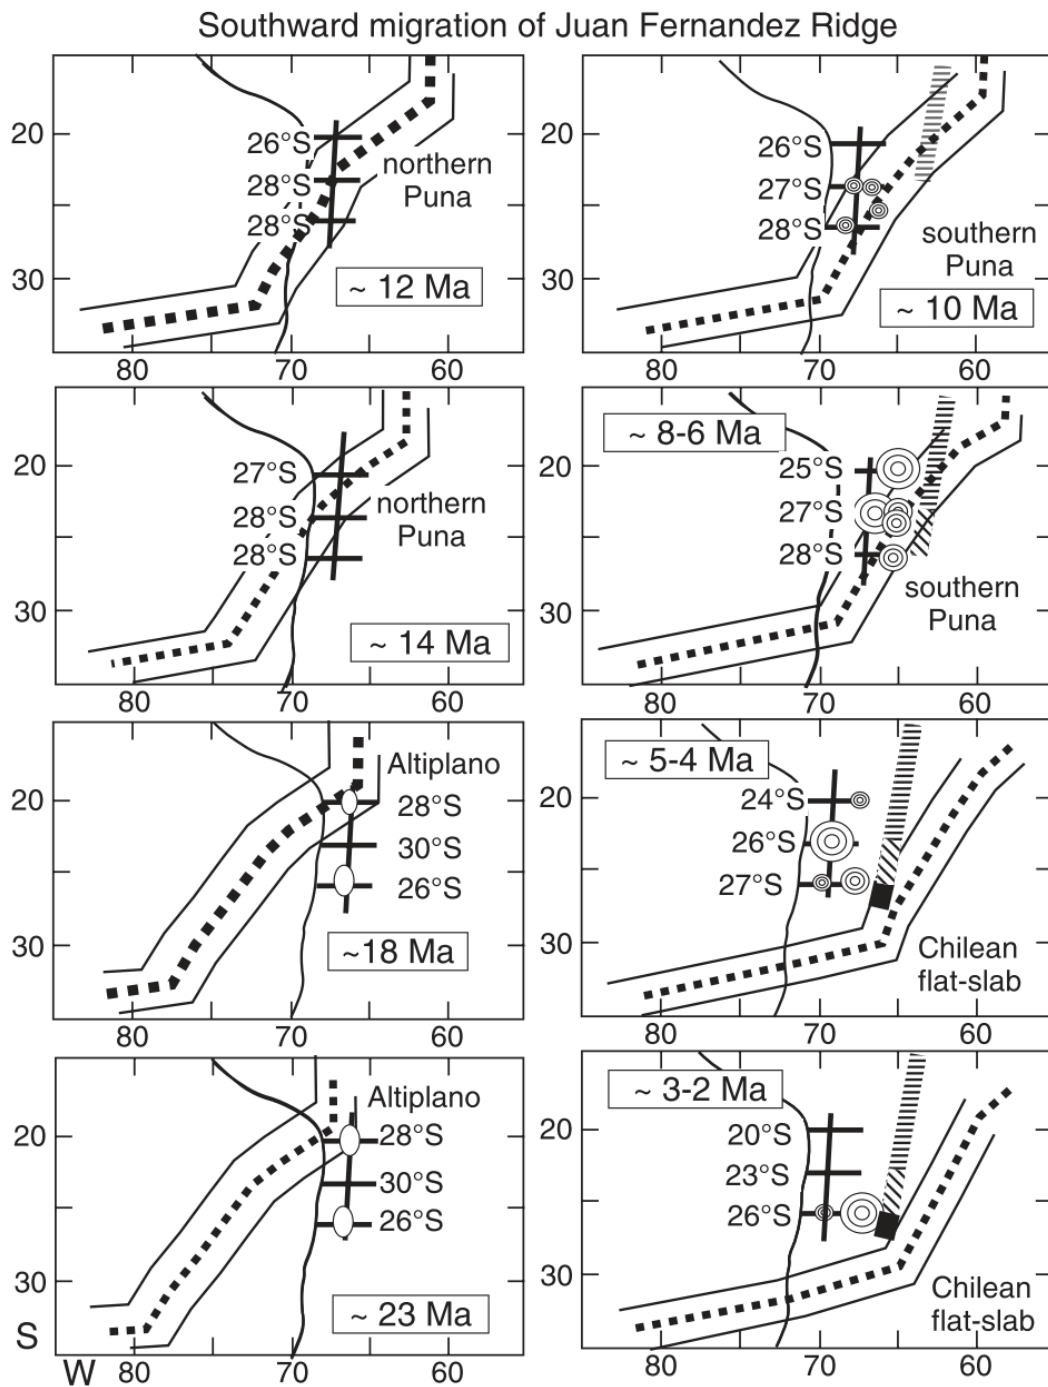 Southward migration of Juan Fernandez Ridge
20
26°S
28°S
28°S
northern
Puna
30
~ 12 Ma
80
70
60
20
26°S
27°S
28°S
southern
Puna
30
~ 10 Ma
80
70
60
20
27°S
28°S
28°S
northern
Puna
30
~ 14 Ma
80
70
60
~ 8-6 Ma
20
25°S
27°S
28°S
southern
Puna
30
80
70
60
Altiplano
20
28°S
30°S
26°S
30
~18 Ma
80
70
60
~ 5-4 Ma
20
24°S
26°S
27°S
30
Chilean
flat-slab
80
70
60
Altiplano
20
28°S
30°S
26°S
30
~ 23 Ma
S
W
80
70
60
~ 3-2 Ma
20
20°S
23°S
26°S
30
Chilean
flat-slab
80
70
60